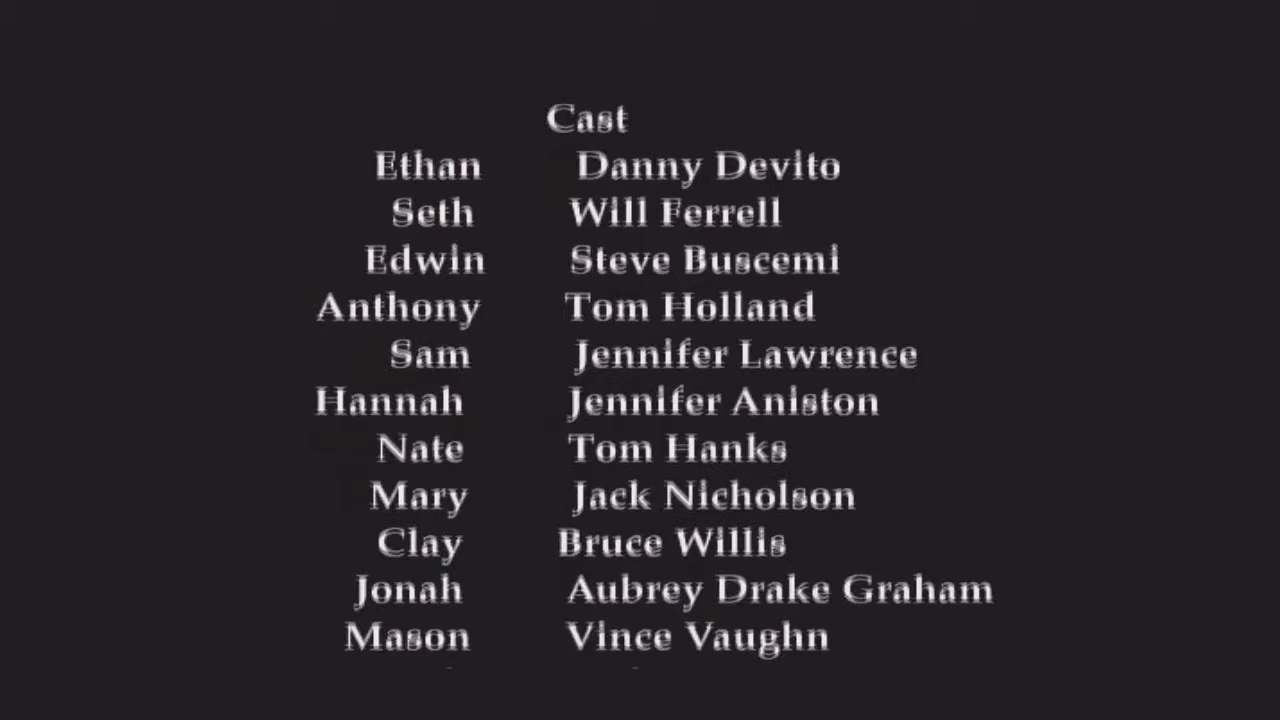 Cast
Ethan Danny Devito
Seth Will Ferrell
Edwin Steve Buscemi
Anthony Tom Holland
Sam Jennifer Lawrence
Hannah Jennifer Aniston
Nate Tom Hanks
Mary Jack Nicholson
Clay Bruce Willis
Jonah Aubrey Drake Graham
Mason Vince Vaughn